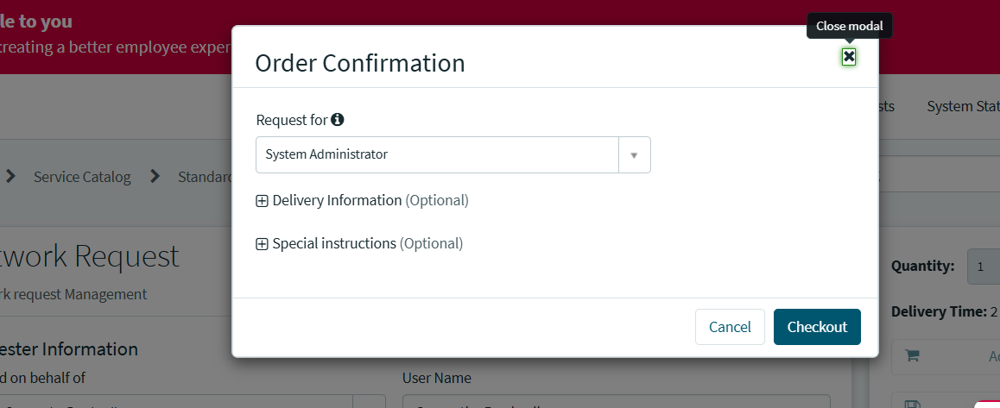 le to you
creating a better employee exper
Close modal
Order Confirmation
sts
System Stat
Request for
System Administrator
Service Catalog
Standard
Delivery Information (Optional)
Special instructions (Optional)
twork Request
rk request Management
Quantity: 1
Delivery Time: 2
Cancel
Checkout
ester Information
d on behalf of
User Name